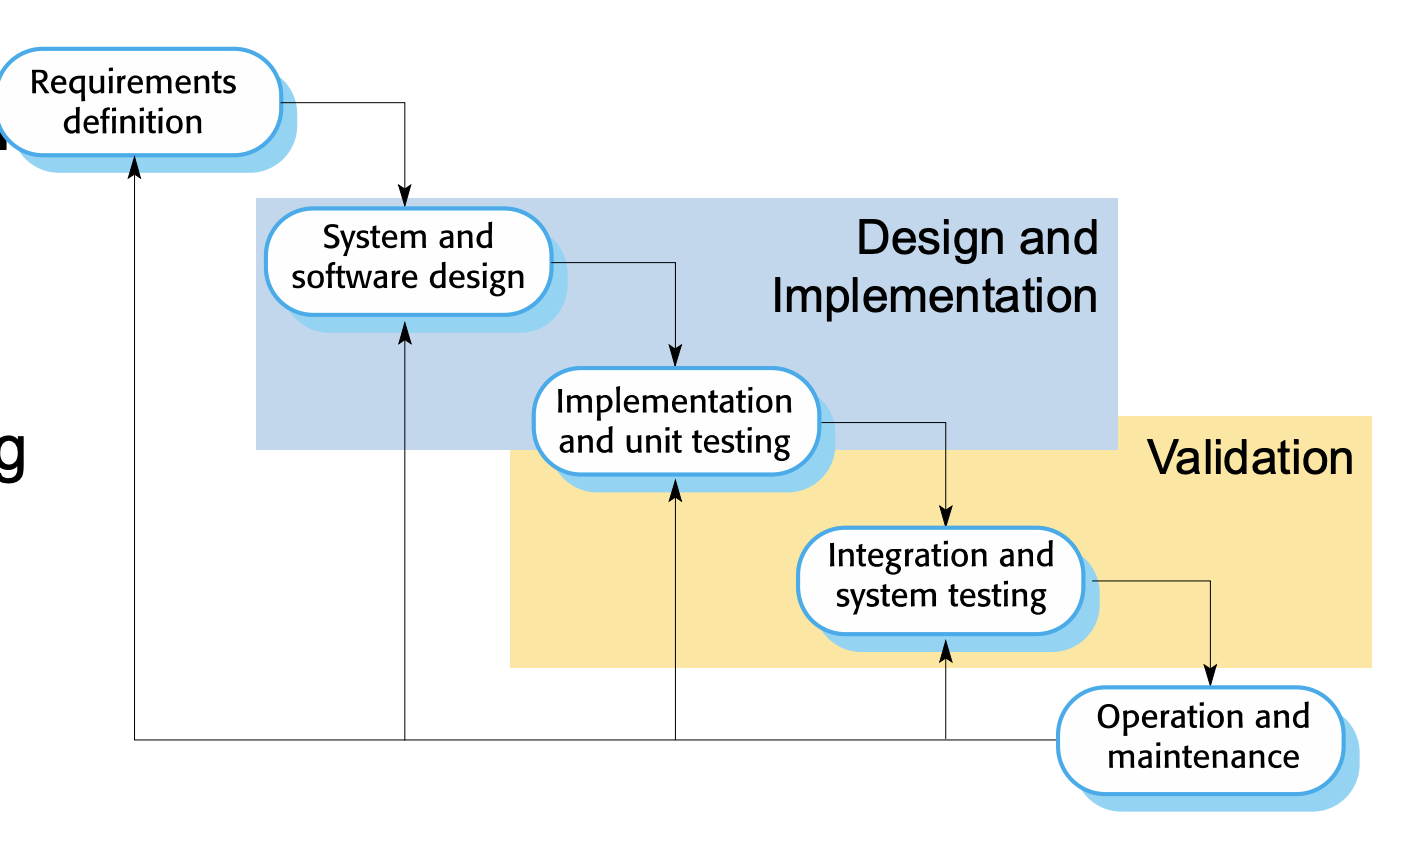 Requirements
definition
System and
software design
Design and
Implementation
Implementation
and unit testing
g
Validation
Integration and
system testing
Operation and
maintenance